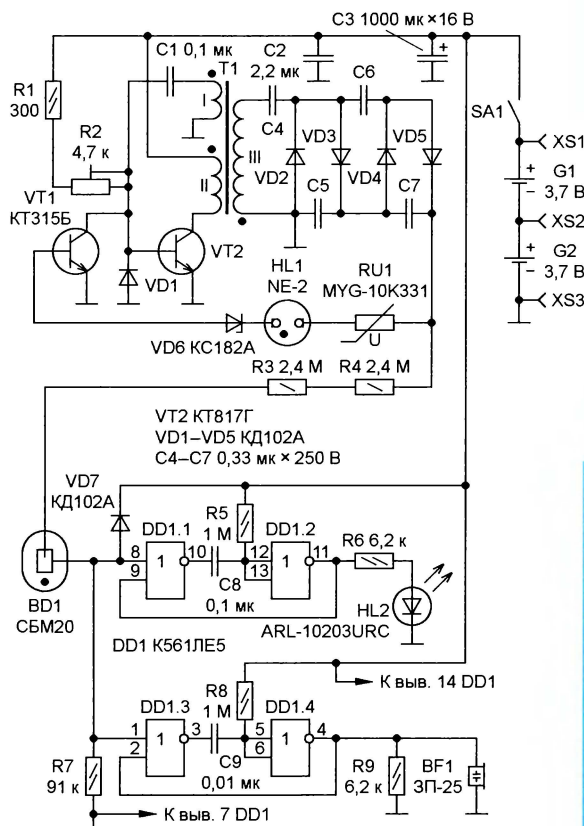 C3 1000 мк × 16 В
C1 0,1 мк
C2
2,2 мк
T1
C6
R1
300
I
C4
SA1
XS1
R2
4,7 к
VD3
VD5
III
VD2
VD4
G1
3,7 В
VT1
КТ315Б
II
C5
C7
XS2
VT2
G2
3,7 В
HL1
NE-2
RU1
MYG-10K331
VD1
XS3
U
VD6 КС182А
R3 2,4 М
R4 2,4 М
VT2 КТ817Г
VD1–VD5 КД102А
C4–C7 0,33 мк × 250 В
VD7
КД102А
DD1.1
R5
1 М
DD1.2
R6 6,2 к
8
1
10
12
1
11
9
13
C8
BD1
СБМ20
0,1 мк
HL2
ARL-10203URC
DD1 К561ЛЕ5
К выв. 14 DD1
DD1.3
R8
1 М
DD1.4
1
1
3
5
1
4
2
6
C9
R7
91 к
0,01 мк
R9
6,2 к
BF1
ЗП-25
К выв. 7 DD1